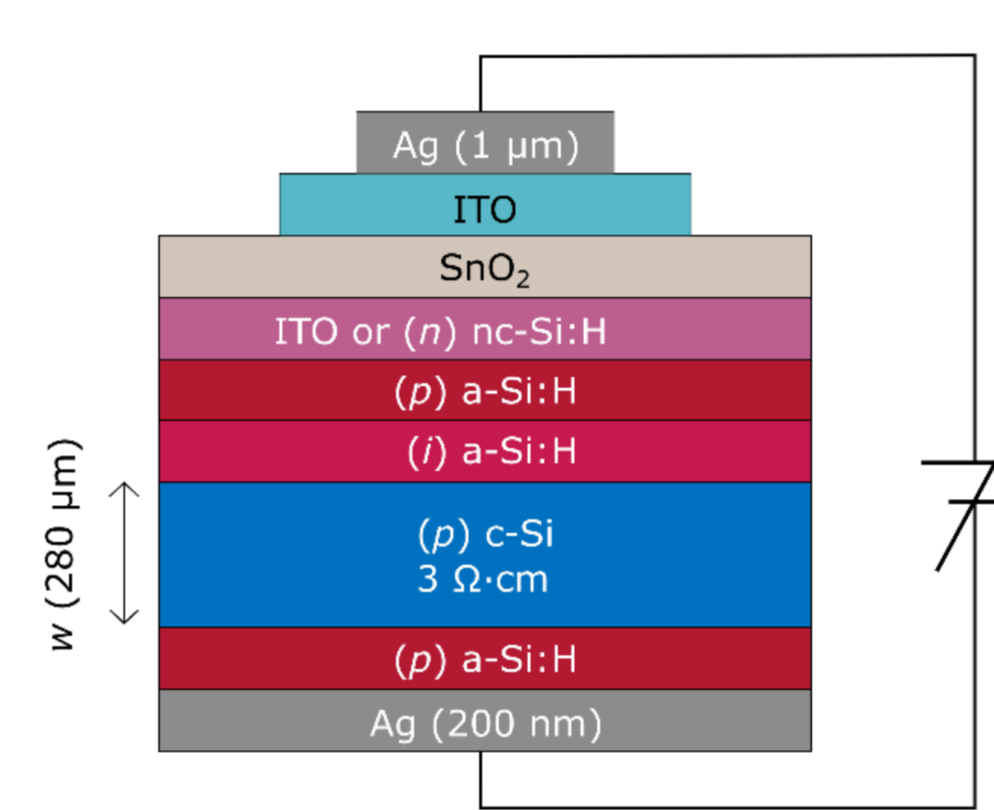 Ag (1 μm)
ITO
SnO₂
ITO or (n) nc-Si:H
(p) a-Si:H
(i) a-Si:H
w (280 μm)
(p) c-Si
3 Ω·cm
(p) a-Si:H
Ag (200 nm)